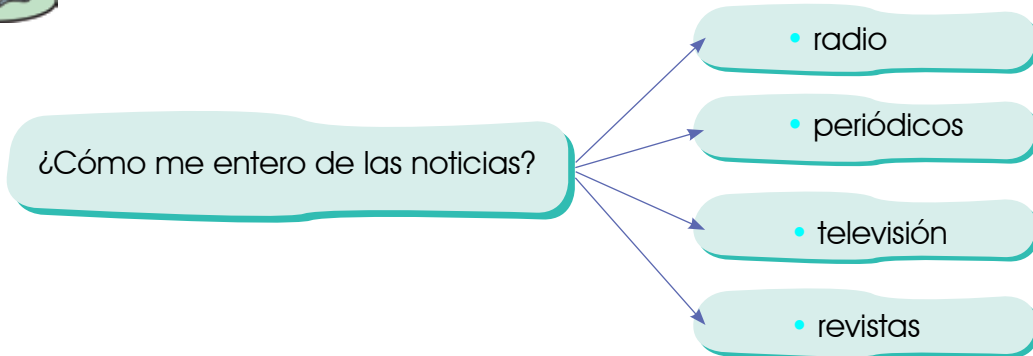 ¿Cómo me entero de las noticias?
• radio
• periódicos
• televisión
• revistas